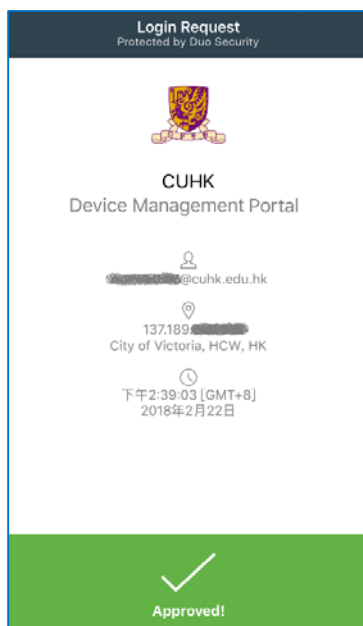 Login Request
Protected by Duo Security
CUHK
Device Management Portal
@cuhk.edu.hk
137.189.
City of Victoria, HCW, HK
下午2:39:03 [GMT+8]
2018年2月22日
Approved!